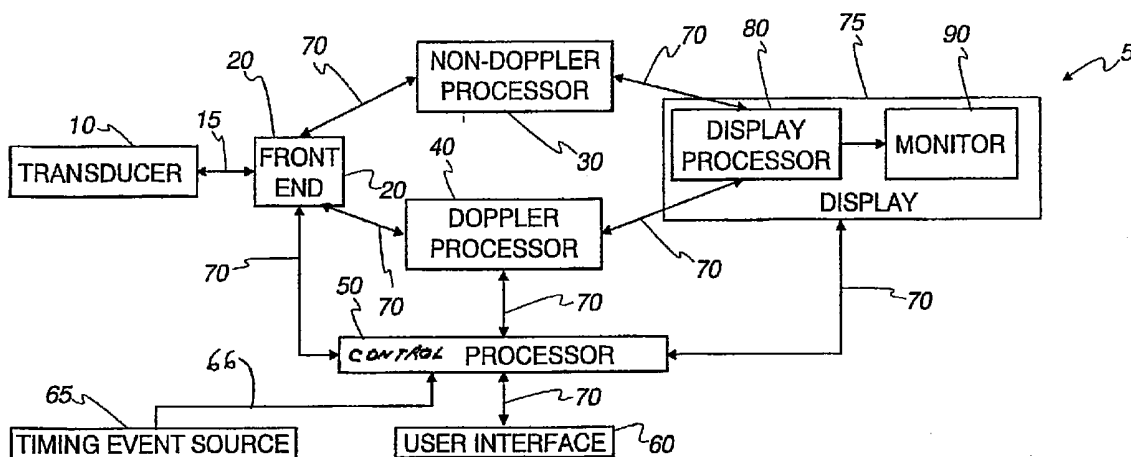 70
NON-DOPPLER
PROCESSOR
30
70
80
75
90
5
10
TRANSDUCER
15
20
FRONT
END
20
DISPLAY
PROCESSOR
MONITOR
DISPLAY
40
DOPPLER
PROCESSOR
70
70
70
70
70
50
CONTROL PROCESSOR
66
65
TIMING EVENT SOURCE
70
USER INTERFACE
60